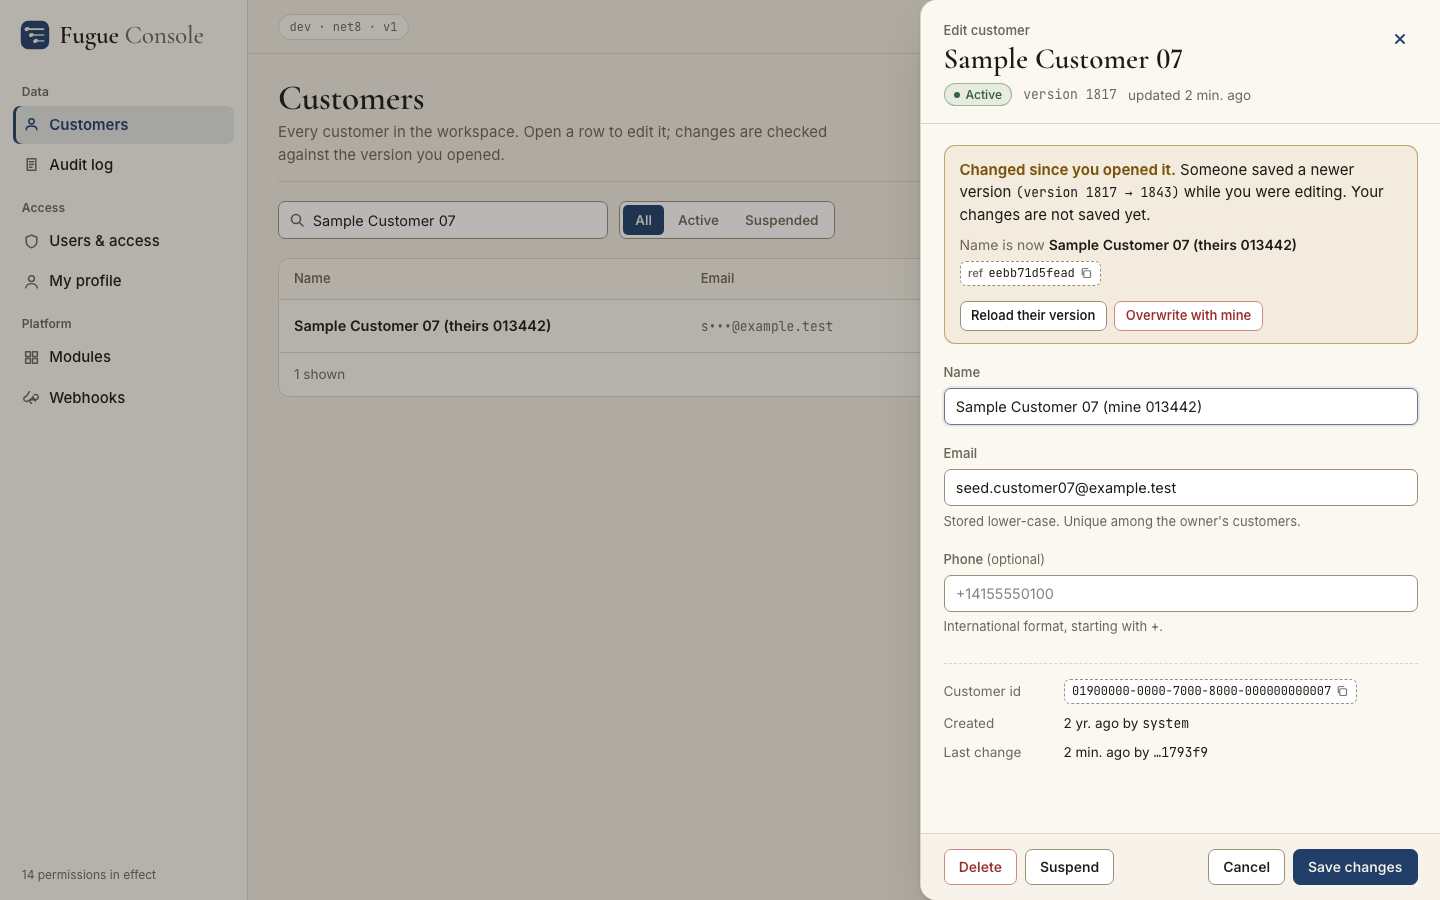 Fugue Console
Data
Customers
Audit log
Access
Users & access
My profile
Platform
Modules
Webhooks
14 permissions in effect
dev · net8 · v1
Customers
Every customer in the workspace. Open a row to edit it; changes are checked
against the version you opened.
Sample Customer 07
All Active Suspended
Name Email
Sample Customer 07 (theirs 013442) s•••@example.test
1 shown
Edit customer
Sample Customer 07
Active version 1817 updated 2 min. ago
Changed since you opened it. Someone saved a newer
version (version 1817 → 1843) while you were editing. Your
changes are not saved yet.
Name is now Sample Customer 07 (theirs 013442)
ref eebb71d5fead
Reload their version Overwrite with mine
Name
Sample Customer 07 (mine 013442)
Email
seed.customer07@example.test
Stored lower-case. Unique among the owner's customers.
Phone (optional)
+14155550100
International format, starting with +.
Customer id 01900000-0000-7000-8000-000000000007
Created 2 yr. ago by system
Last change 2 min. ago by …1793f9
Delete Suspend Cancel Save changes